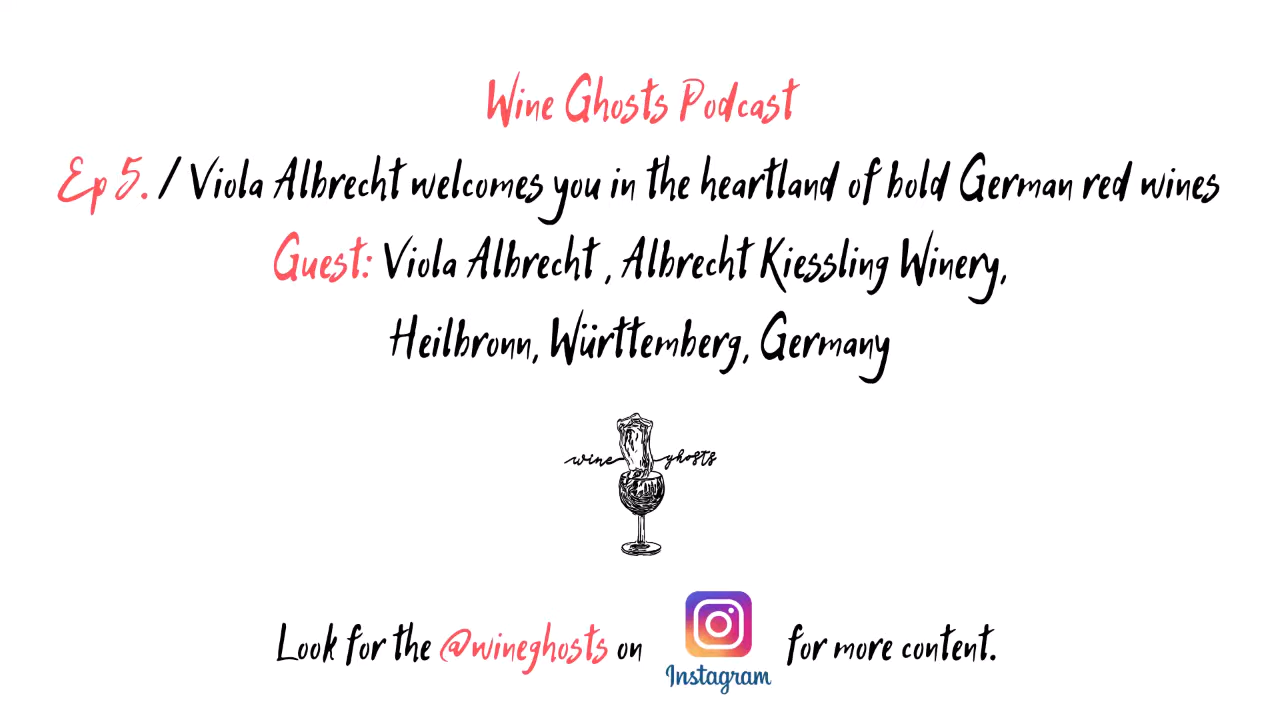 Wine Ghosts Podcast
Ep 5. / Viola Albrecht welcomes you in the heartland of bold German red wines
Guest: Viola Albrecht , Albrecht Kiessling Winery,
Heilbronn, Württemberg, Germany
wine ghosts
Look for the @wineghosts on Instagram for more content.